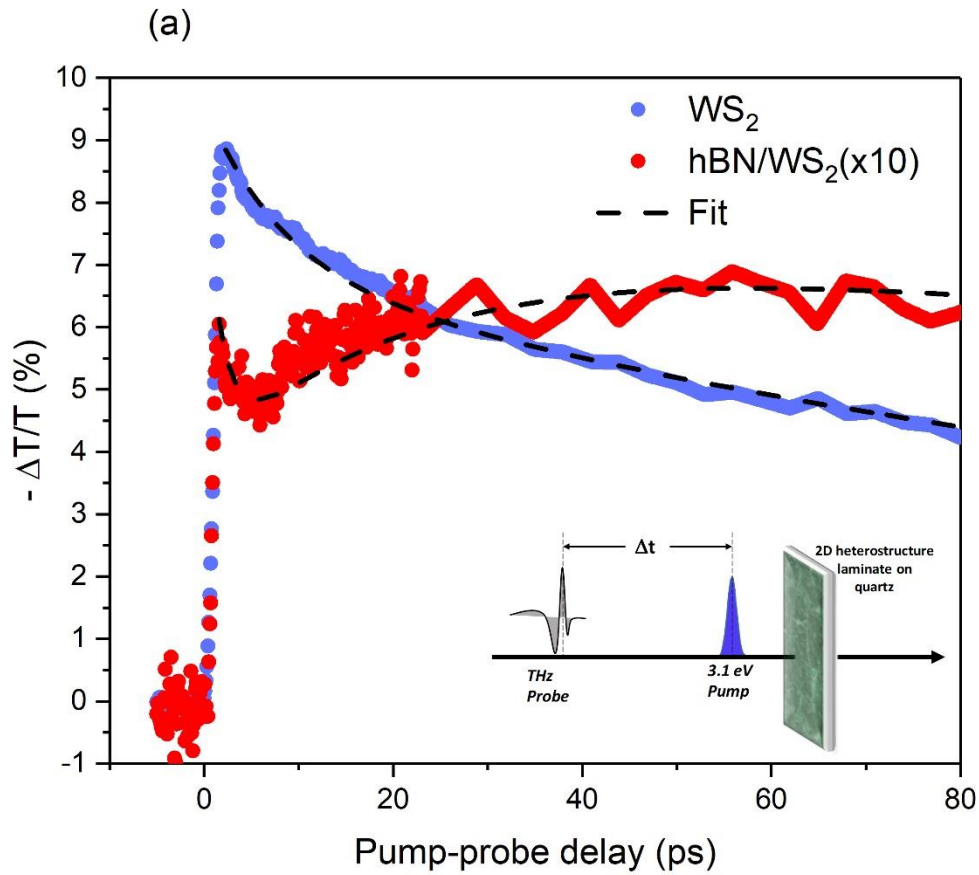 (a)
10
9
8
7
6
5
4
3
2
1
0
-1
- ΔT/T (%)
WS₂
hBN/WS₂(x10)
Fit
Δt
2D heterostructure
laminate on
quartz
THz
Probe
3.1 eV
Pump
0 20 40 60 80
Pump-probe delay (ps)